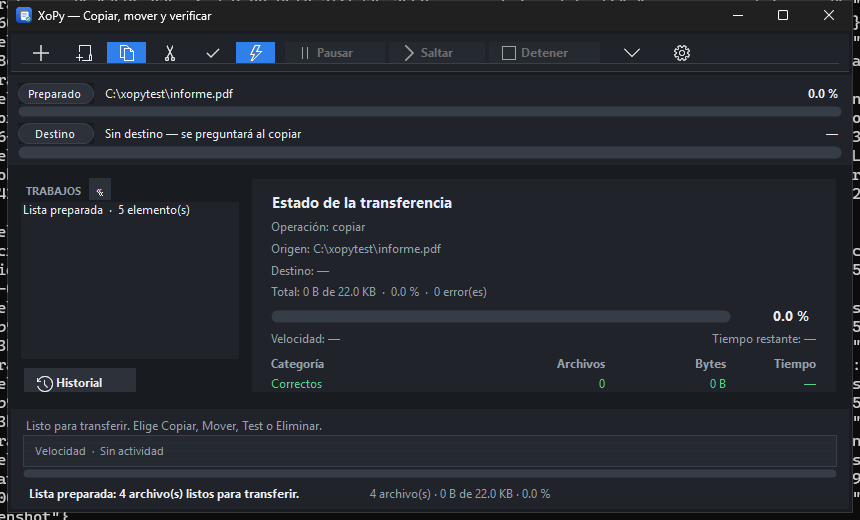 XoPy — Copiar, mover y verificar
Pausar Saltar Detener
Preparado C:\xopytest\informe.pdf 0.0 %
Destino Sin destino — se preguntará al copiar —
TRABAJOS «
Lista preparada · 5 elemento(s)
Historial
Estado de la transferencia
Operación: copiar
Origen: C:\xopytest\informe.pdf
Destino: —
Total: 0 B de 22.0 KB · 0.0 % · 0 error(es)
0.0 %
Velocidad: — Tiempo restante: —
Categoría Archivos Bytes Tiempo
Correctos 0 0 B —
Listo para transferir. Elige Copiar, Mover, Test o Eliminar.
Velocidad · Sin actividad
Lista preparada: 4 archivo(s) listos para transferir. 4 archivo(s) · 0 B de 22.0 KB · 0.0 %
enshot"}